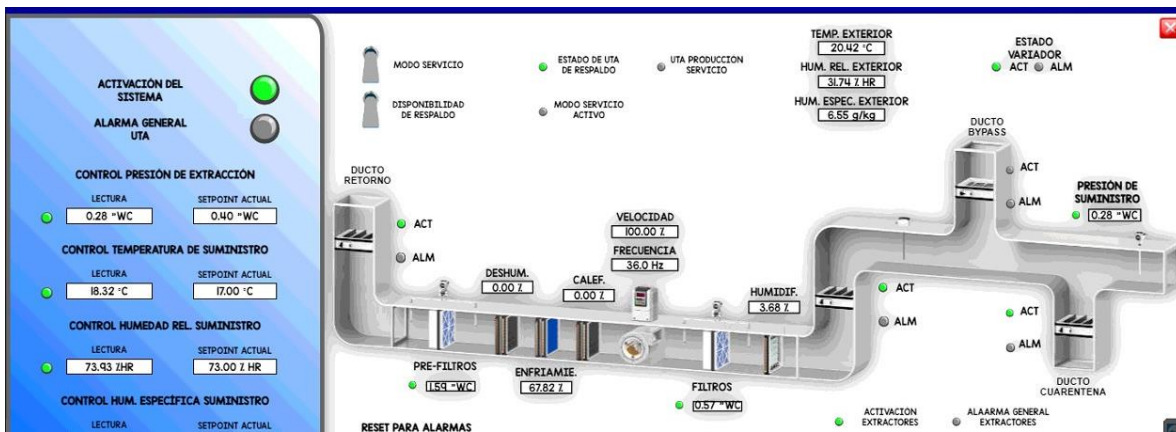 ACTIVACIÓN DEL
SISTEMA
ALARMA GENERAL
UTA
CONTROL PRESIÓN DE EXTRACCIÓN
LECTURA SETPOINT ACTUAL
0.28 "WC 0.40 "WC
CONTROL TEMPERATURA DE SUMINISTRO
LECTURA SETPOINT ACTUAL
18.32 °C 17.00 °C
CONTROL HUMEDAD REL. SUMINISTRO
LECTURA SETPOINT ACTUAL
73.93 %HR 73.00 % HR
CONTROL HUM. ESPECÍFICA SUMINISTRO
LECTURA SETPOINT ACTUAL
MODO SERVICIO
DISPONIBILIDAD
DE RESPALDO
ESTADO DE UTA
DE RESPALDO
UTA PRODUCCIÓN
SERVICIO
MODO SERVICIO
ACTIVO
TEMP. EXTERIOR
20.42 °C
HUM. REL. EXTERIOR
31.74 % HR
HUM. ESPEC. EXTERIOR
6.55 g/kg
ESTADO
VARIADOR
ACT ALM
DUCTO
RETORNO
ACT
ALM
DUCTO
BYPASS
ACT
ALM
PRESIÓN DE
SUMINISTRO
0.28 "WC
VELOCIDAD
100.00 %
FRECUENCIA
36.0 Hz
DESHUM.
0.00 %
CALEF.
0.00 %
HUMIDIF.
3.68 %
ACT
ALM
ACT
ALM
DUCTO
CUARENTENA
PRE-FILTROS
1.59 "WC
ENFRIAMIE.
67.82 %
FILTROS
0.57 "WC
RESET PARA ALARMAS
ACTIVACION
EXTRACTORES
ALAARMA GENERAL
EXTRACTORES